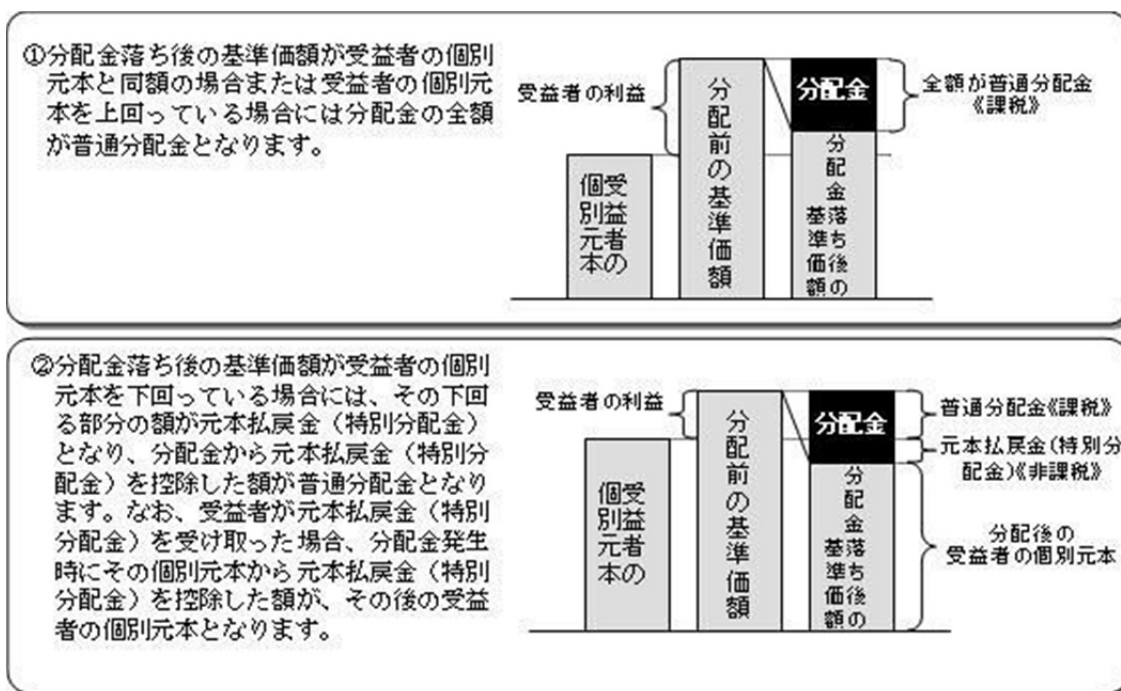 ①分配金落ち後の基準価額が受益者の個別
元本と同額の場合または受益者の個別元
本を上回っている場合には分配金の全額
が普通分配金となります。
受益者の利益
受益者の
個別元本
分配前の基準価額
分配金
分配金落ち後の
基準価額
全額が普通分配金
《課税》
②分配金落ち後の基準価額が受益者の個別
元本を下回っている場合には、その下回
る部分の額が元本払戻金（特別分配金）
となり、分配金から元本払戻金（特別分
配金）を控除した額が普通分配金となり
ます。なお、受益者が元本払戻金（特別
分配金）を受け取った場合、分配金発生
時にその個別元本から元本払戻金（特別
分配金）を控除した額が、その後の受益
者の個別元本となります。
受益者の利益
受益者の
個別元本
分配前の基準価額
分配金
分配金落ち後の
基準価額
普通分配金《課税》
元本払戻金(特別分
配金)《非課税》
分配後の
受益者の個別元本